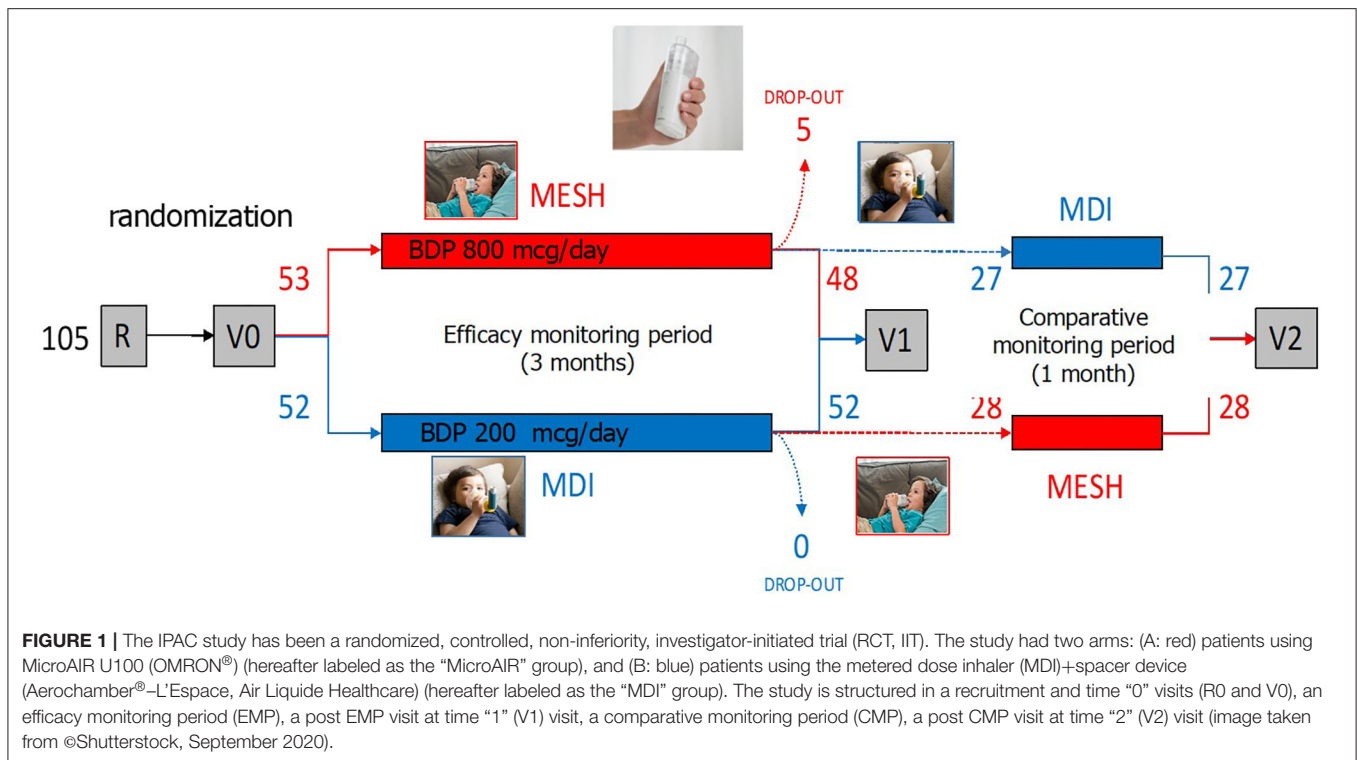 DROP-OUT
5
MESH
MDI
randomization
BDP 800 mcg/day
53
48
27
27
105
R
V0
Efficacy monitoring period
(3 months)
V1
Comparative
monitoring period
(1 month)
V2
52
52
28
28
BDP 200 mcg/day
MDI
MESH
0
DROP-OUT
FIGURE 1 | The IPAC study has been a randomized, controlled, non-inferiority, investigator-initiated trial (RCT, IIT). The study had two arms: (A: red) patients using
MicroAIR U100 (OMRON®) (hereafter labeled as the “MicroAIR” group), and (B: blue) patients using the metered dose inhaler (MDI)+spacer device
(Aerochamber®–L’Espace, Air Liquide Healthcare) (hereafter labeled as the “MDI” group). The study is structured in a recruitment and time “0” visits (R0 and V0), an
efficacy monitoring period (EMP), a post EMP visit at time “1” (V1) visit, a comparative monitoring period (CMP), a post CMP visit at time “2” (V2) visit (image taken
from ©Shutterstock, September 2020).